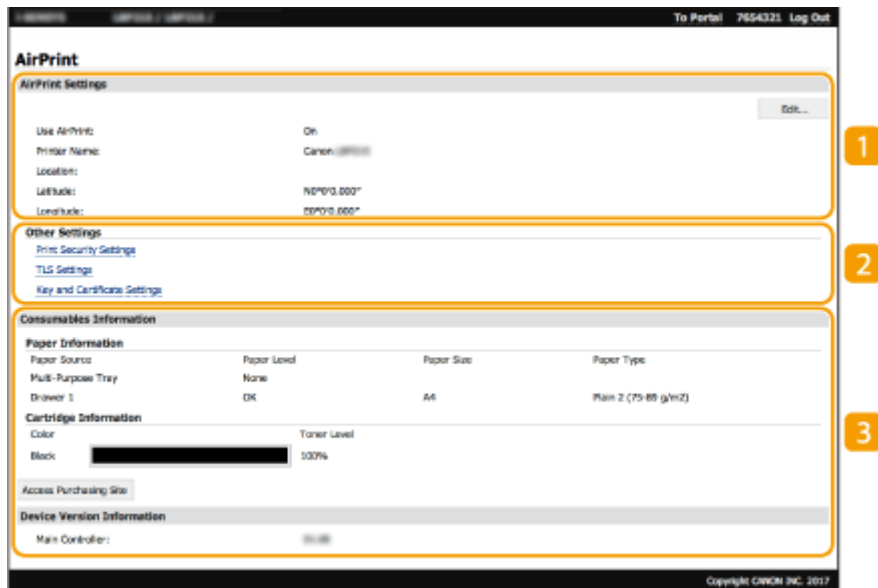 To Portal 7654321 Log Out
AirPrint
AirPrint Settings
Edit...
Use AirPrint: On
Printer Name: Canon
Location:
Latitude: N0°0'0.000"
Longitude: E0°0'0.000"
1
Other Settings
Print Security Settings
TLS Settings
Key and Certificate Settings
2
Consumables Information
Paper Information
Paper Source Paper Level Paper Size Paper Type
Multi-Purpose Tray None
Drawer 1 OK A4 Plain 2 (75-89 g/m2)
Cartridge Information
Color Toner Level
Black 100%
3
Access Purchasing Site
Device Version Information
Main Controller:
Copyright CANON INC. 2017